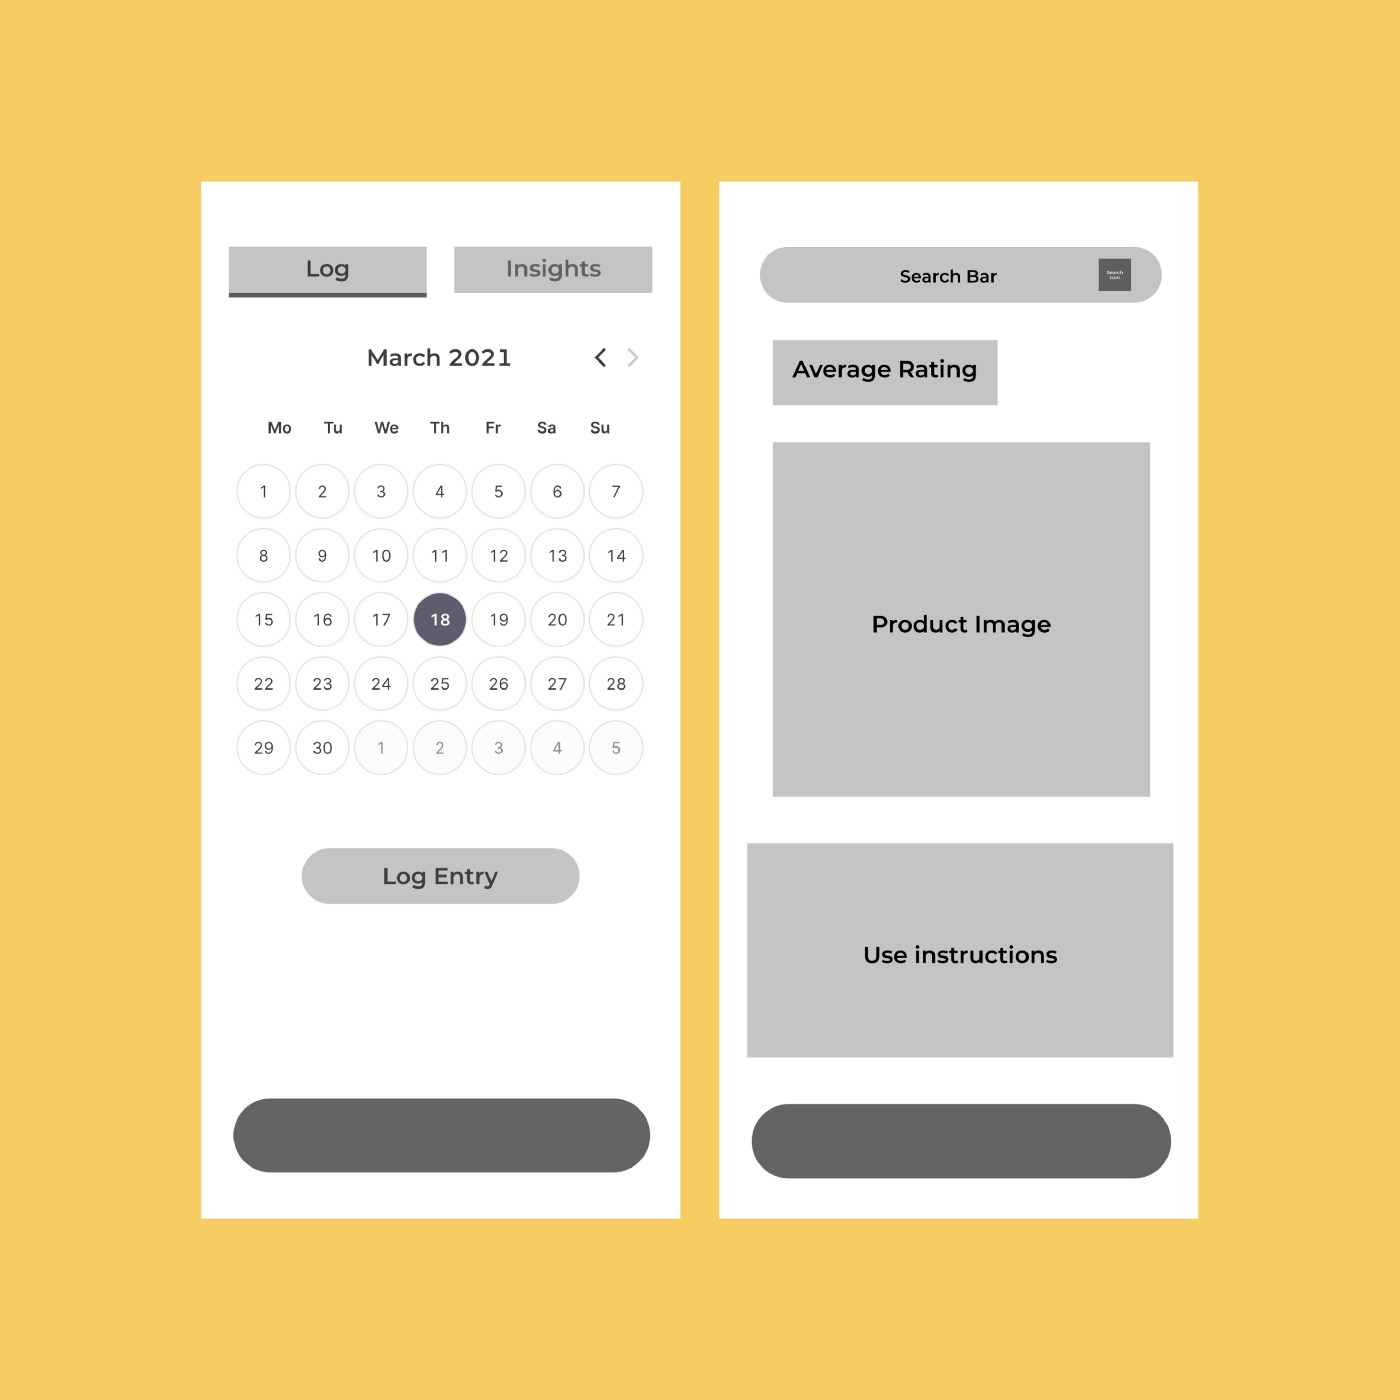 Log
Insights
March 2021
Mo Tu We Th Fr Sa Su
1 2 3 4 5 6 7
8 9 10 11 12 13 14
15 16 17 18 19 20 21
22 23 24 25 26 27 28
29 30 1 2 3 4 5
Log Entry
Search Bar
Search
Icon
Average Rating
Product Image
Use instructions